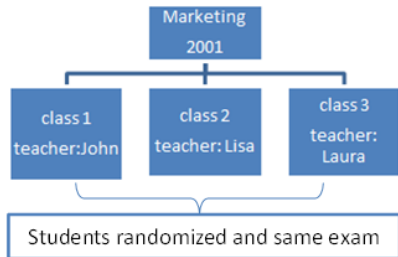 Marketing
2001
class 1
teacher:John
class 2
teacher: Lisa
class 3
teacher:
Laura
Students randomized and same exam